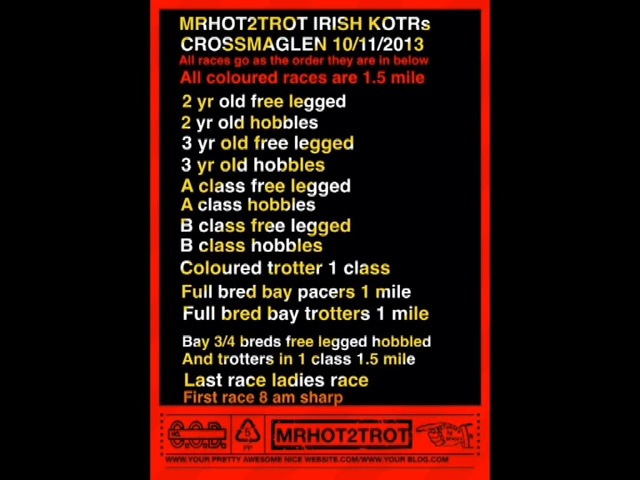 MRHOT2TROT IRISH KOTRs
CROSSMAGLEN 10/11/2013
All races go as the order they are in below
All coloured races are 1.5 mile
2 yr old free legged
2 yr old hobbles
3 yr old free legged
3 yr old hobbles
A class free legged
A class hobbles
B class free legged
B class hobbles
Coloured trotter 1 class
Full bred bay pacers 1 mile
Full bred bay trotters 1 mile
Bay 3/4 breds free legged hobbled
And trotters in 1 class 1.5 mile
Last race ladies race
First race 8 am sharp
C.O.D.
5
PP
MRHOT2TROT
WWW.YOUR PRETTY AWESOME NICE WEBSITE.COM/WWW.YOUR BLOG.COM